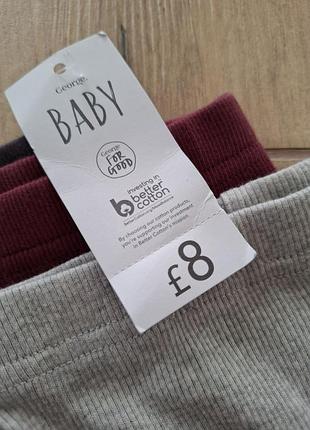 George.
BABY
George
FOR
GOOD
investing in
better
cotton
By choosing our cotton products,
you're supporting our investment
in Better Cotton's mission.
£8